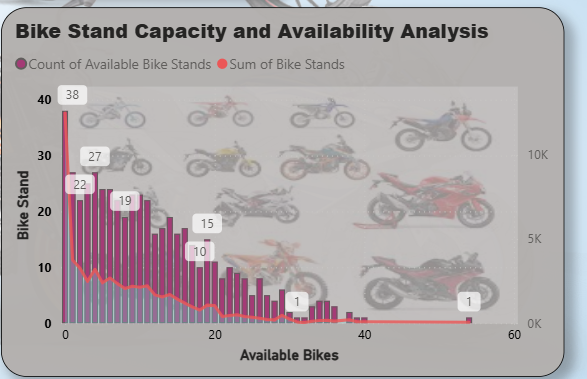 Bike Stand Capacity and Availability Analysis
Count of Available Bike Stands Sum of Bike Stands
40
38
30
27
10K
22
20
19
15
5K
10
10
1
1
0
0K
0
20
40
60
Bike Stand
Available Bikes